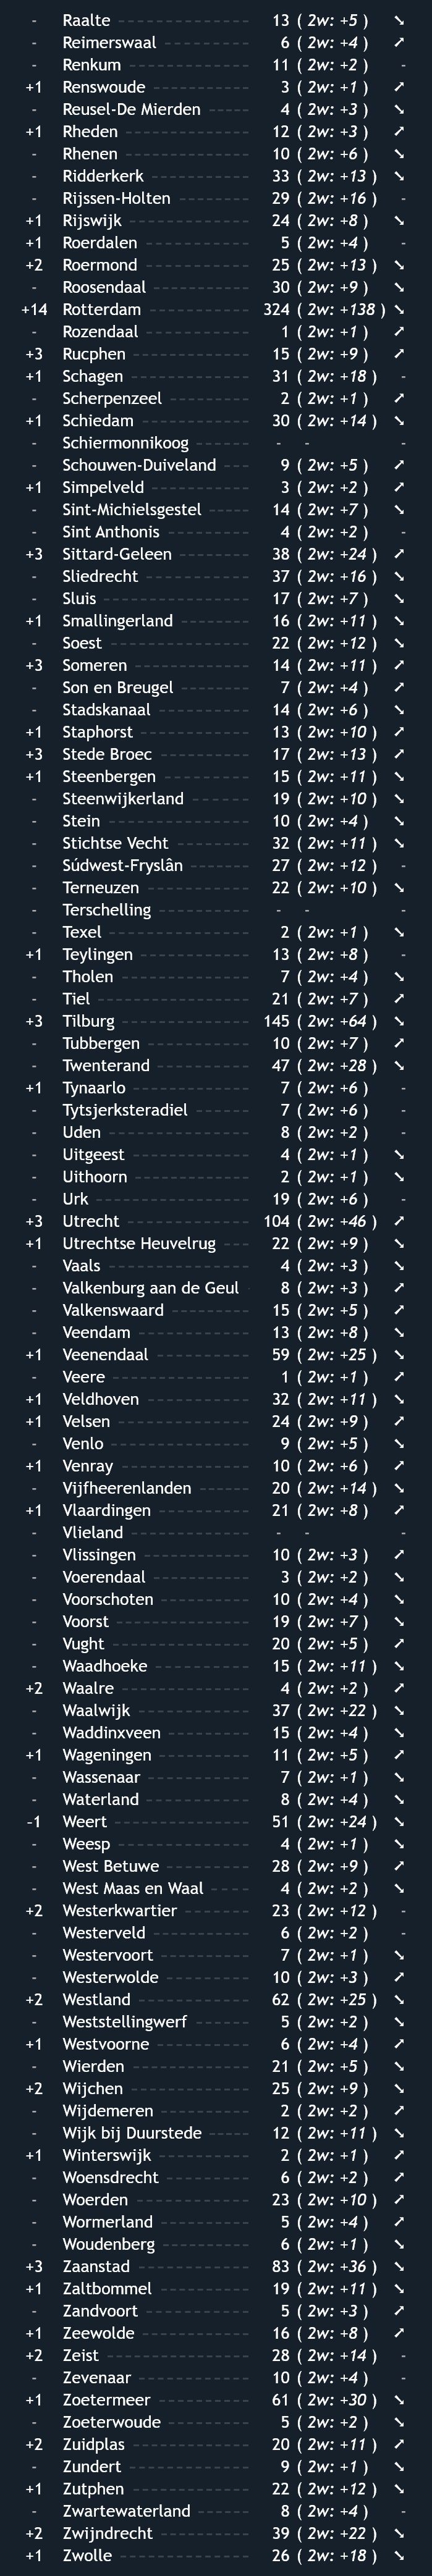 - Raalte 13 ( 2w: +5 ) ↘
- Reimerswaal 6 ( 2w: +4 ) ↗
- Renkum 11 ( 2w: +2 ) -
+1 Renswoude 3 ( 2w: +1 ) ↗
- Reusel-De Mierden 4 ( 2w: +3 ) ↘
+1 Rheden 12 ( 2w: +3 ) ↗
- Rhenen 10 ( 2w: +6 ) ↘
- Ridderkerk 33 ( 2w: +13 ) ↘
- Rijssen-Holten 29 ( 2w: +16 ) -
+1 Rijswijk 24 ( 2w: +8 ) ↘
+1 Roerdalen 5 ( 2w: +4 ) -
+2 Roermond 25 ( 2w: +13 ) ↘
- Roosendaal 30 ( 2w: +9 ) ↘
+14 Rotterdam 324 ( 2w: +138 ) ↘
- Rozendaal 1 ( 2w: +1 ) ↗
+3 Rucphen 15 ( 2w: +9 ) ↗
+1 Schagen 31 ( 2w: +18 ) -
- Scherpenzeel 2 ( 2w: +1 ) ↗
+1 Schiedam 30 ( 2w: +14 ) ↘
- Schiermonnikoog - - -
- Schouwen-Duiveland 9 ( 2w: +5 ) ↗
+1 Simpelveld 3 ( 2w: +2 ) ↗
- Sint-Michielsgestel 14 ( 2w: +7 ) ↘
- Sint Anthonis 4 ( 2w: +2 ) -
+3 Sittard-Geleen 38 ( 2w: +24 ) ↗
- Sliedrecht 37 ( 2w: +16 ) ↘
- Sluis 17 ( 2w: +7 ) ↘
+1 Smallingerland 16 ( 2w: +11 ) ↘
- Soest 22 ( 2w: +12 ) ↘
+3 Someren 14 ( 2w: +11 ) ↗
- Son en Breugel 7 ( 2w: +4 ) ↗
- Stadskanaal 14 ( 2w: +6 ) ↘
+1 Staphorst 13 ( 2w: +10 ) ↗
+3 Stede Broec 17 ( 2w: +13 ) ↗
+1 Steenbergen 15 ( 2w: +11 ) ↘
- Steenwijkerland 19 ( 2w: +10 ) ↘
- Stein 10 ( 2w: +4 ) ↘
- Stichtse Vecht 32 ( 2w: +11 ) ↘
- Súdwest-Fryslân 27 ( 2w: +12 ) -
- Terneuzen 22 ( 2w: +10 ) ↘
- Terschelling - - -
- Texel 2 ( 2w: +1 ) ↘
+1 Teylingen 13 ( 2w: +8 ) -
- Tholen 7 ( 2w: +4 ) ↘
- Tiel 21 ( 2w: +7 ) ↗
+3 Tilburg 145 ( 2w: +64 ) ↘
- Tubbergen 10 ( 2w: +7 ) ↗
- Twenterand 47 ( 2w: +28 ) ↘
+1 Tynaarlo 7 ( 2w: +6 ) -
- Tytsjerksteradiel 7 ( 2w: +6 ) -
- Uden 8 ( 2w: +2 ) -
- Uitgeest 4 ( 2w: +1 ) ↘
- Uithoorn 2 ( 2w: +1 ) ↘
- Urk 19 ( 2w: +6 ) -
+3 Utrecht 104 ( 2w: +46 ) ↗
+1 Utrechtse Heuvelrug 22 ( 2w: +9 ) ↘
- Vaals 4 ( 2w: +3 ) ↘
- Valkenburg aan de Geul 8 ( 2w: +3 ) ↗
- Valkenswaard 15 ( 2w: +5 ) ↗
- Veendam 13 ( 2w: +8 ) ↘
+1 Veenendaal 59 ( 2w: +25 ) ↘
- Veere 1 ( 2w: +1 ) ↗
+1 Veldhoven 32 ( 2w: +11 ) ↘
+1 Velsen 24 ( 2w: +9 ) ↗
- Venlo 9 ( 2w: +5 ) ↘
+1 Venray 10 ( 2w: +6 ) ↗
- Vijfheerenlanden 20 ( 2w: +14 ) ↘
+1 Vlaardingen 21 ( 2w: +8 ) ↗
- Vlieland - - -
- Vlissingen 10 ( 2w: +3 ) ↗
- Voerendaal 3 ( 2w: +2 ) ↘
- Voorschoten 10 ( 2w: +4 ) ↘
- Voorst 19 ( 2w: +7 ) ↘
- Vught 20 ( 2w: +5 ) ↗
- Waadhoeke 15 ( 2w: +11 ) ↘
+2 Waalre 4 ( 2w: +2 ) ↗
- Waalwijk 37 ( 2w: +22 ) ↘
- Waddinxveen 15 ( 2w: +4 ) ↘
+1 Wageningen 11 ( 2w: +5 ) ↗
- Wassenaar 7 ( 2w: +1 ) ↘
- Waterland 8 ( 2w: +4 ) ↘
-1 Weert 51 ( 2w: +24 ) ↘
- Weesp 4 ( 2w: +1 ) ↘
- West Betuwe 28 ( 2w: +9 ) ↗
- West Maas en Waal 4 ( 2w: +2 ) ↘
+2 Westerkwartier 23 ( 2w: +12 ) -
- Westerveld 6 ( 2w: +2 ) -
- Westervoort 7 ( 2w: +1 ) ↘
- Westerwolde 10 ( 2w: +3 ) ↗
+2 Westland 62 ( 2w: +25 ) ↘
- Weststellingwerf 5 ( 2w: +2 ) ↘
+1 Westvoorne 6 ( 2w: +4 ) ↗
- Wierden 21 ( 2w: +5 ) ↘
+2 Wijchen 25 ( 2w: +9 ) ↘
- Wijdemeren 2 ( 2w: +2 ) ↗
- Wijk bij Duurstede 12 ( 2w: +11 ) ↘
+1 Winterswijk 2 ( 2w: +1 ) ↗
- Woensdrecht 6 ( 2w: +2 ) ↗
- Woerden 23 ( 2w: +10 ) ↗
- Wormerland 5 ( 2w: +4 ) ↗
- Woudenberg 6 ( 2w: +1 ) ↘
+3 Zaanstad 83 ( 2w: +36 ) ↘
+1 Zaltbommel 19 ( 2w: +11 ) ↘
- Zandvoort 5 ( 2w: +3 ) ↗
+1 Zeewolde 16 ( 2w: +8 ) ↗
+2 Zeist 28 ( 2w: +14 ) -
- Zevenaar 10 ( 2w: +4 ) -
+1 Zoetermeer 61 ( 2w: +30 ) ↘
- Zoeterwoude 5 ( 2w: +2 ) ↘
+2 Zuidplas 20 ( 2w: +11 ) ↗
- Zundert 9 ( 2w: +1 ) ↘
+1 Zutphen 22 ( 2w: +12 ) ↘
- Zwartewaterland 8 ( 2w: +4 ) -
+2 Zwijndrecht 39 ( 2w: +22 ) ↘
+1 Zwolle 26 ( 2w: +18 ) ↘